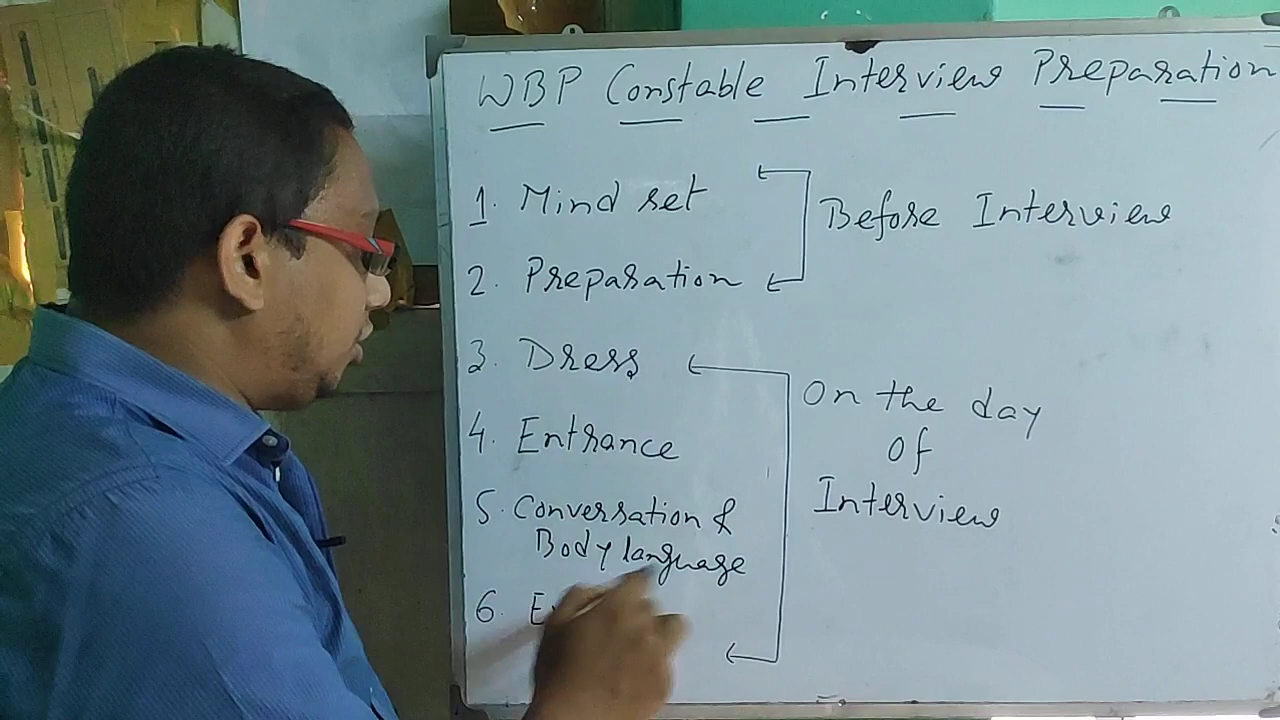 WBP Constable Interview Preparation
1. Mind set
2. Preparation
Before Interview
3. Dress
4. Entrance
5. Conversation &
Body language
6.
On the day
of
Interview